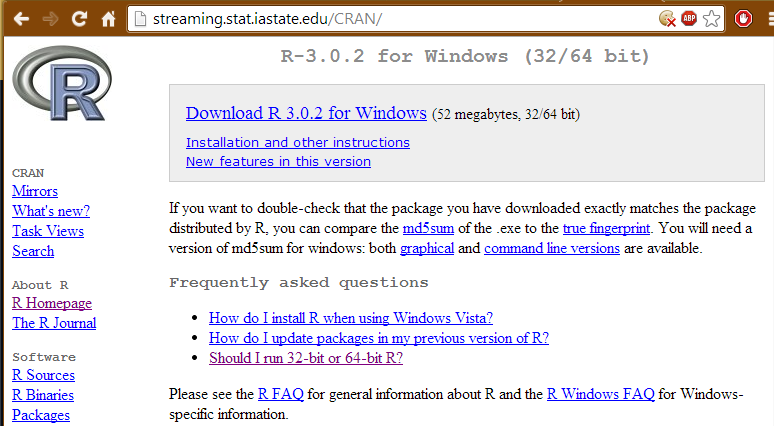 streaming.stat.iastate.edu/CRAN/
ABP
R
R-3.0.2 for Windows (32/64 bit)
Download R 3.0.2 for Windows (52 megabytes, 32/64 bit)
Installation and other instructions
New features in this version
CRAN
Mirrors
What's new?
Task Views
Search
About R
R Homepage
The R Journal
Software
R Sources
R Binaries
Packages
If you want to double-check that the package you have downloaded exactly matches the package
distributed by R, you can compare the md5sum of the .exe to the true fingerprint. You will need a
version of md5sum for windows: both graphical and command line versions are available.
Frequently asked questions
• How do I install R when using Windows Vista?
• How do I update packages in my previous version of R?
• Should I run 32-bit or 64-bit R?
Please see the R FAQ for general information about R and the R Windows FAQ for Windows-
specific information.